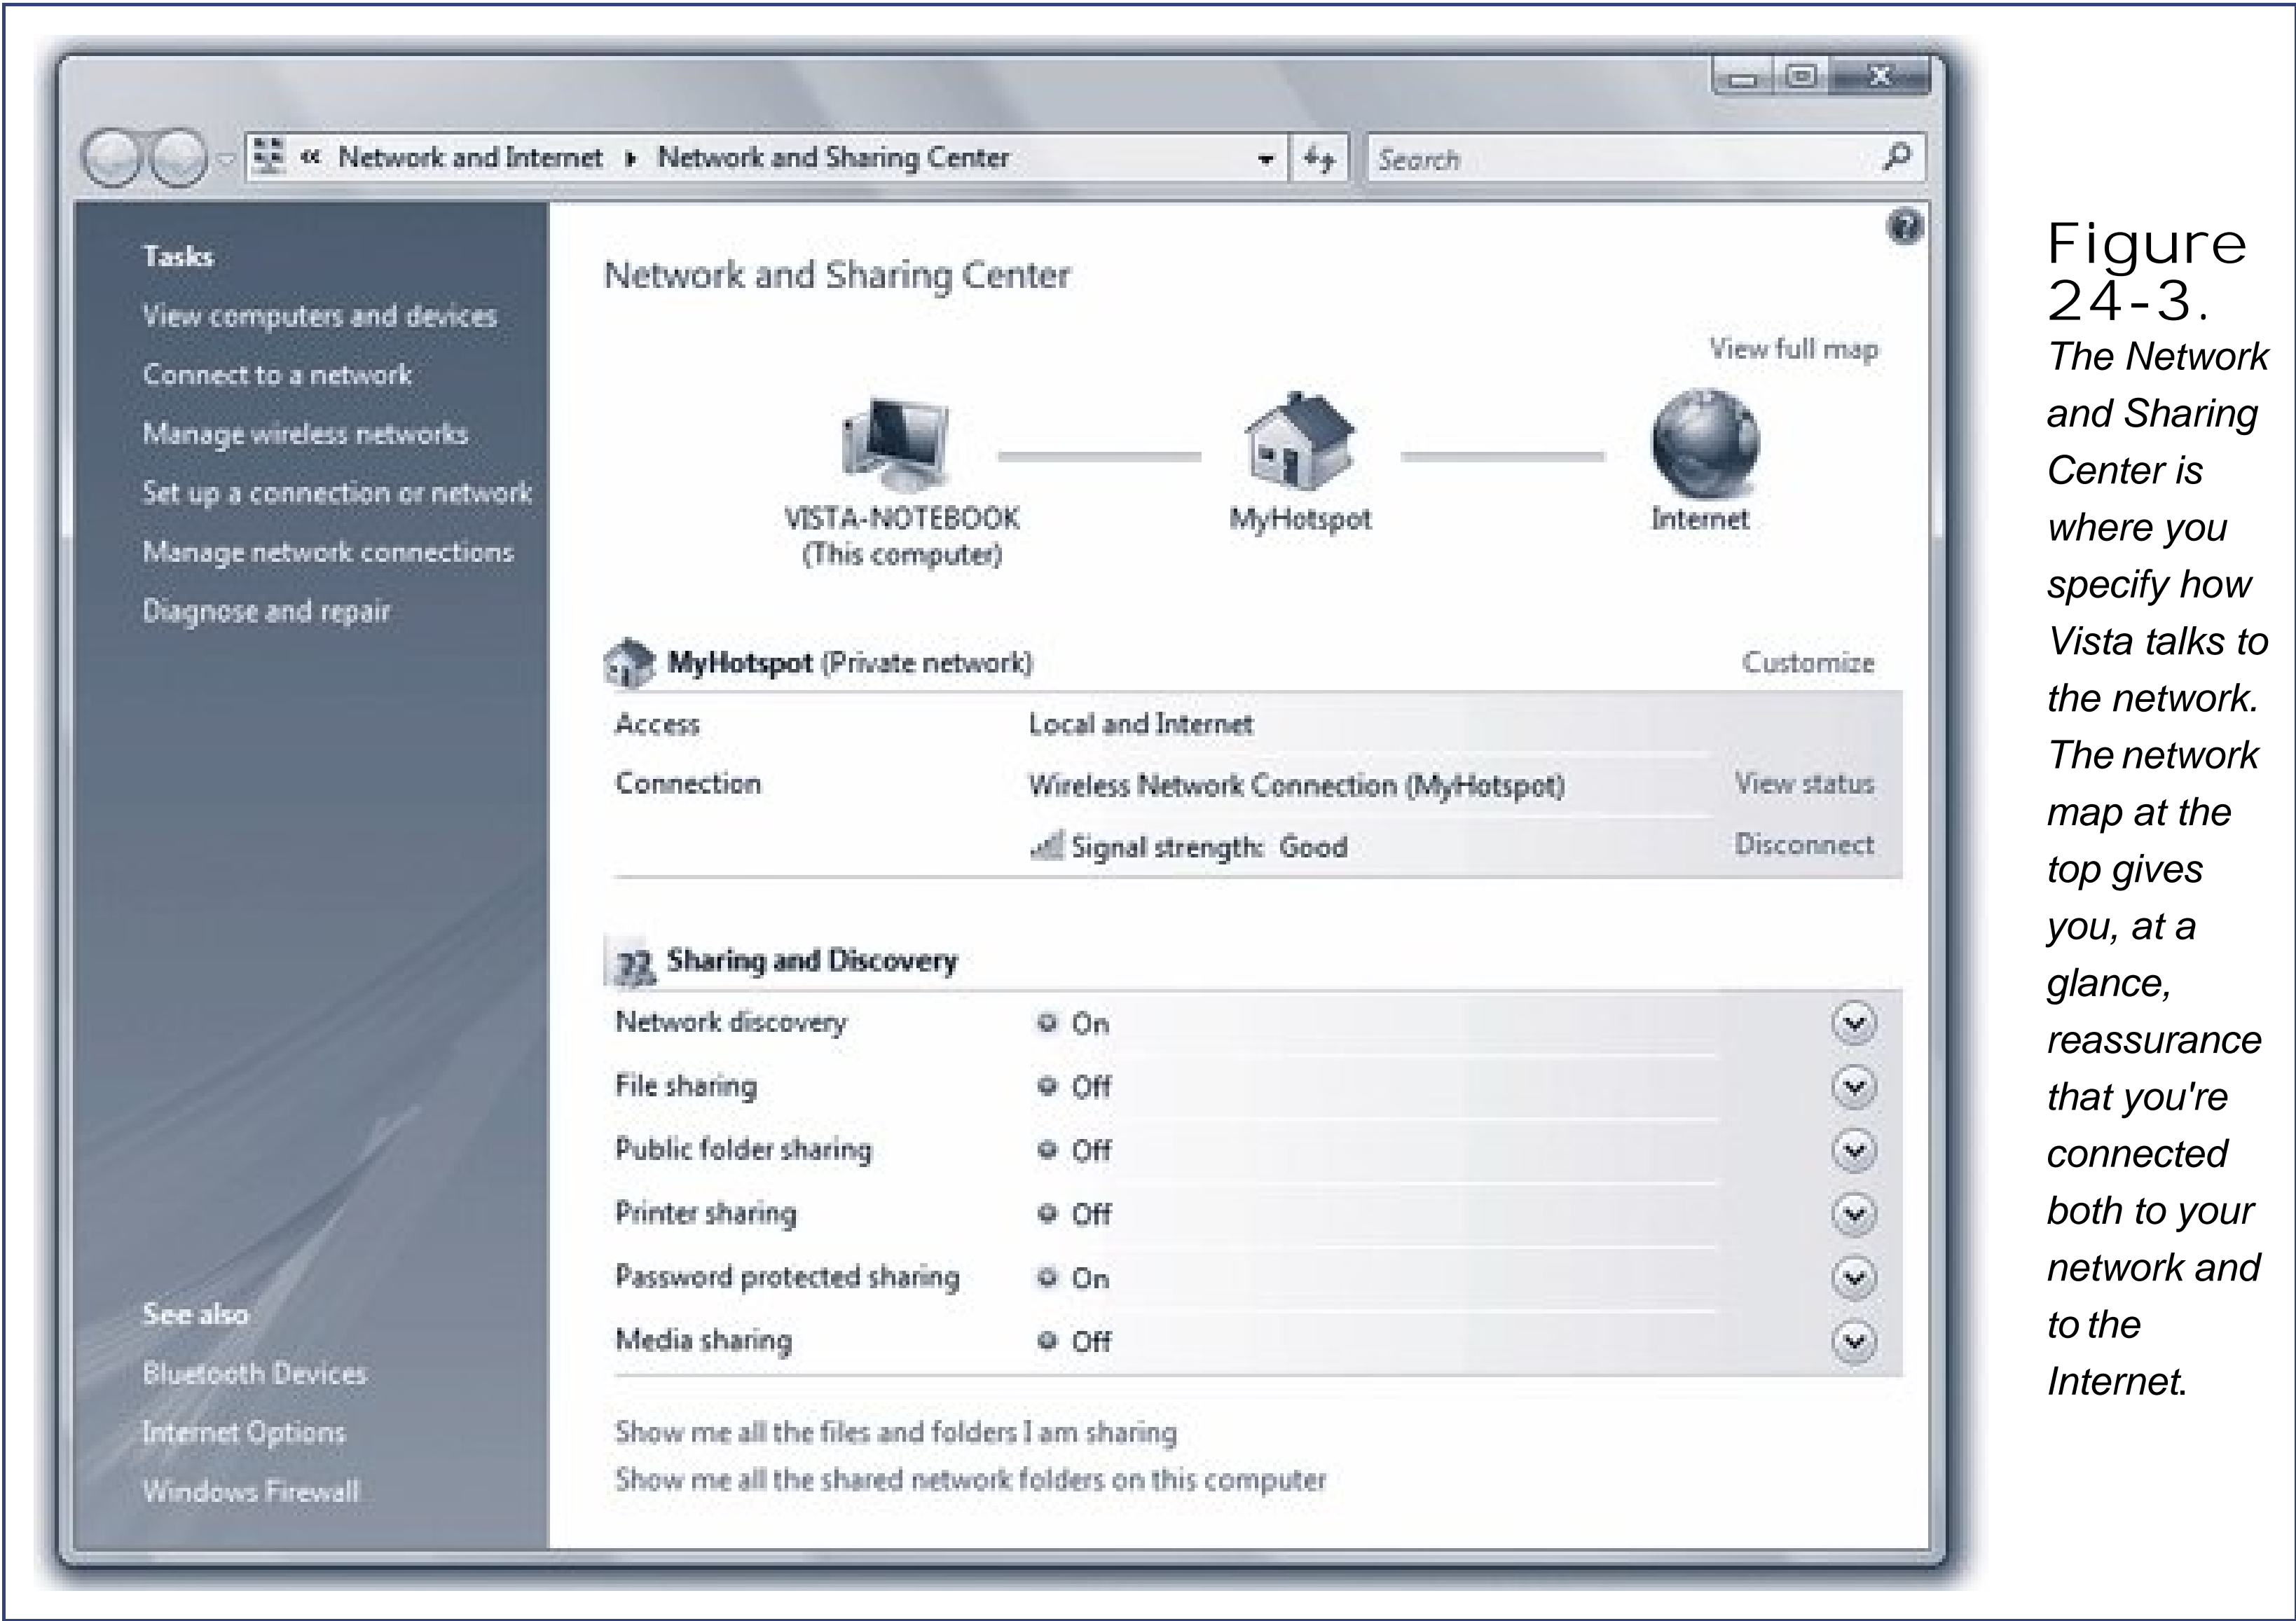 « Network and Internet ▸ Network and Sharing Center
Search
Tasks
View computers and devices
Connect to a network
Manage wireless networks
Set up a connection or network
Manage network connections
Diagnose and repair
See also
Bluetooth Devices
Internet Options
Windows Firewall
Network and Sharing Center
View full map
VISTA-NOTEBOOK
(This computer)
MyHotspot
Internet
MyHotspot (Private network)
Customize
Access
Local and Internet
Connection
Wireless Network Connection (MyHotspot)
View status
Signal strength: Good
Disconnect
Sharing and Discovery
Network discovery
On
File sharing
Off
Public folder sharing
Off
Printer sharing
Off
Password protected sharing
On
Media sharing
Off
Show me all the files and folders I am sharing
Show me all the shared network folders on this computer
Figure
24-3.
The Network
and Sharing
Center is
where you
specify how
Vista talks to
the network.
The network
map at the
top gives
you, at a
glance,
reassurance
that you're
connected
both to your
network and
to the
Internet.